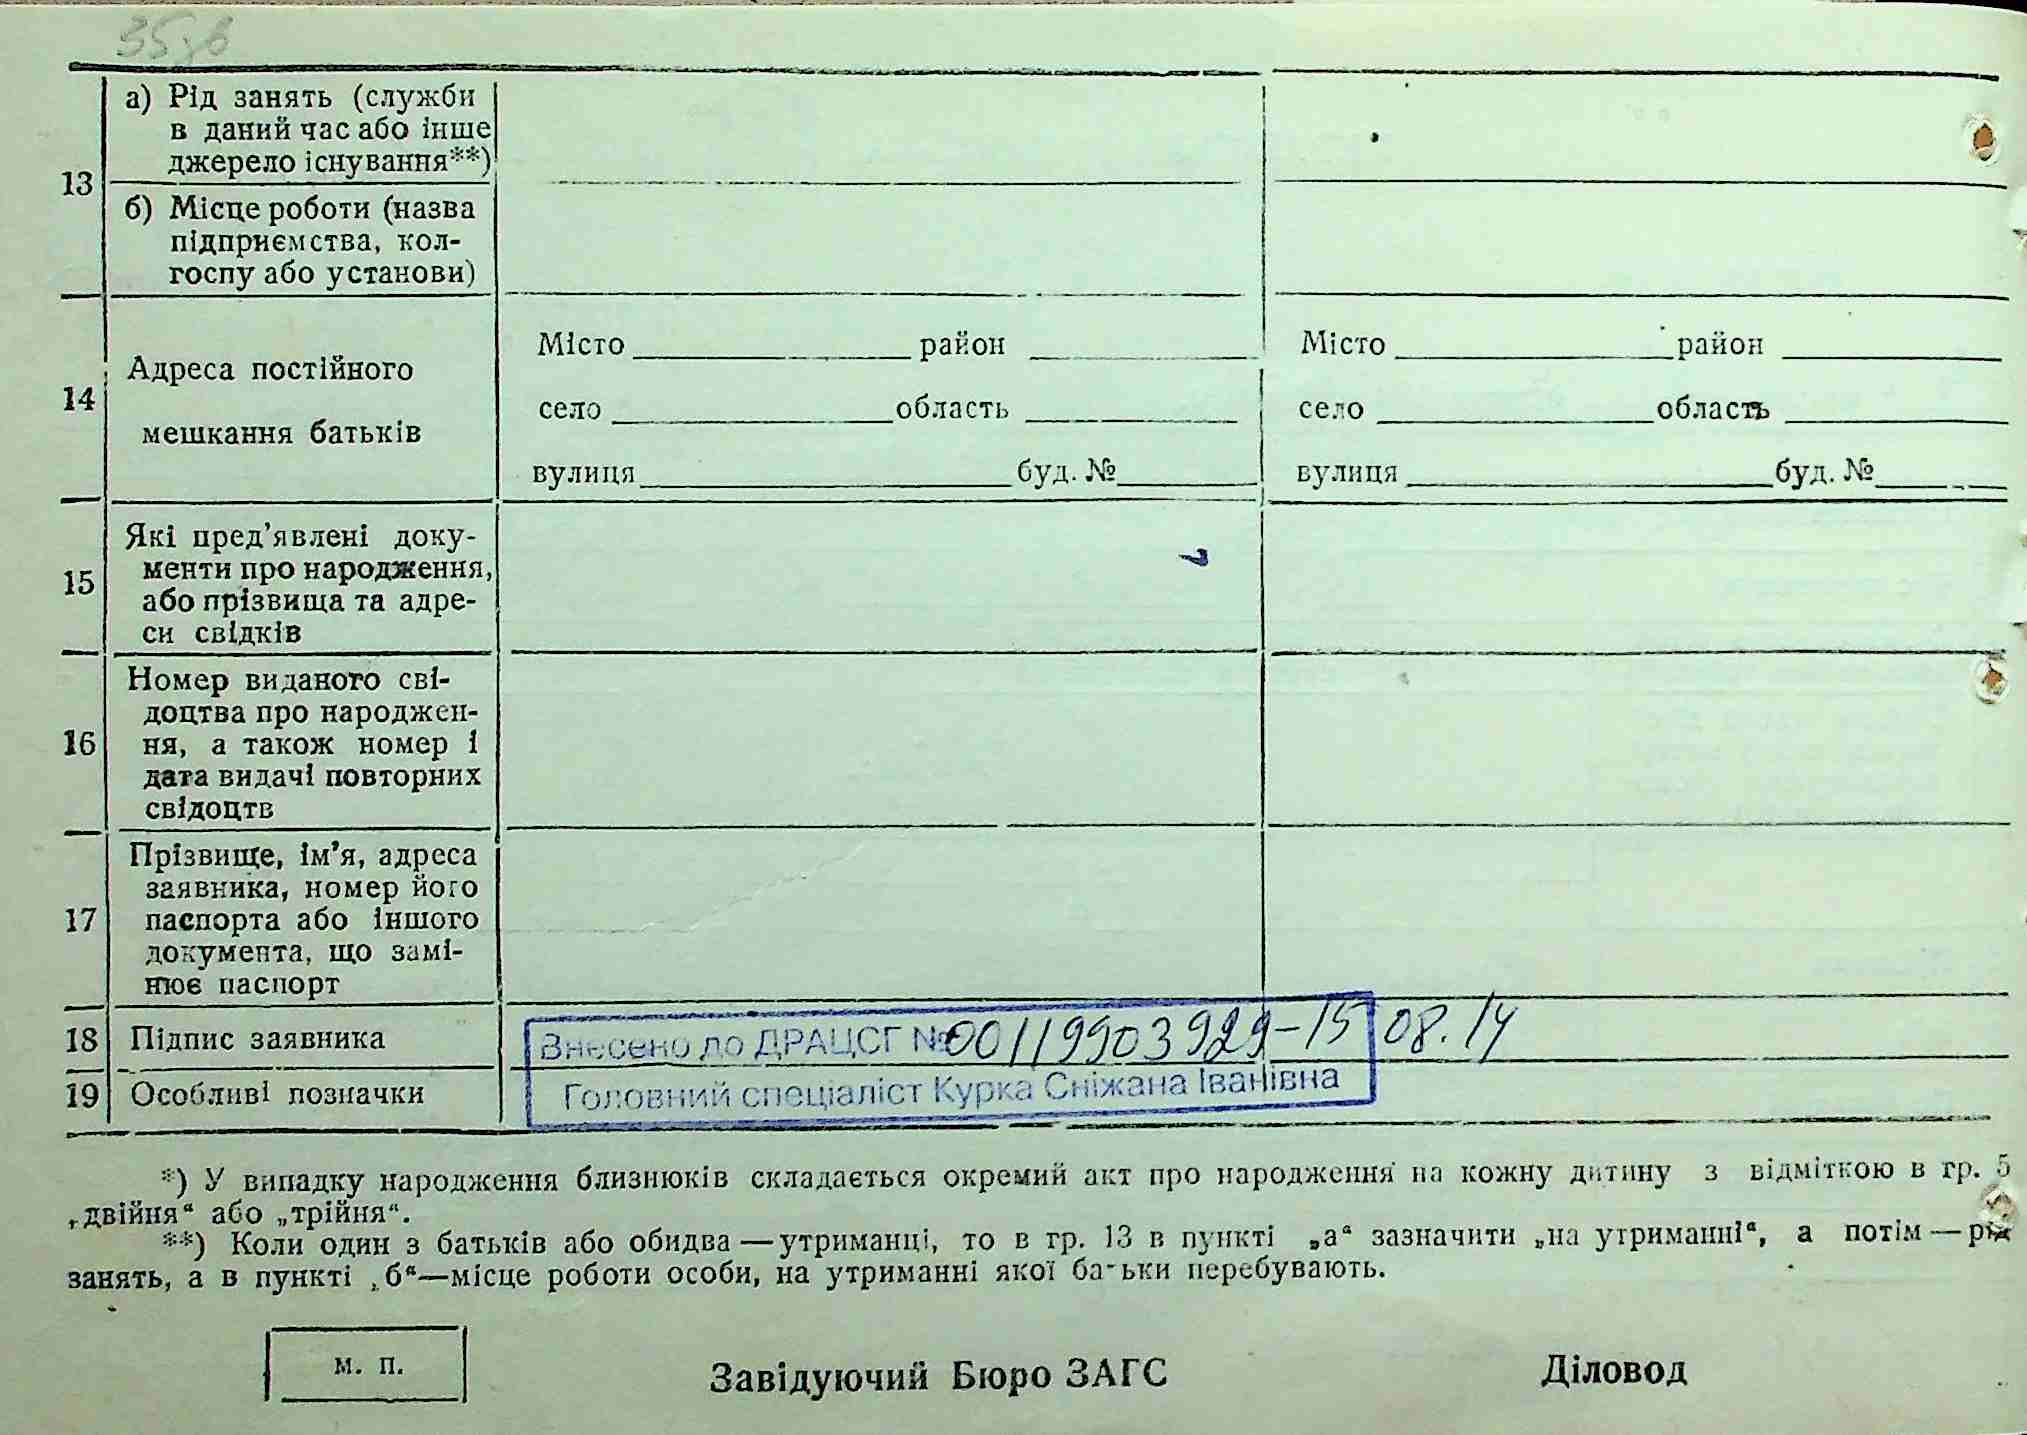 35зв
13
а) Рід занять (служби
в даний час або інше
джерело існування**)
б) Місце роботи (назва
підприємства, кол-
госпу або установи)
14
Адреса постійного
мешкання батьків
Місто район
село область
вулиця буд. №
Місто район
село область
вулиця буд. №
15
Які пред’явлені доку-
менти про народження,
або прізвища та адре-
си свідків
16
Номер виданого сві-
доцтва про народжен-
ня, а також номер і
дата видачі повторних
свідоцтв
17
Прізвище, ім’я, адреса
заявника, номер його
паспорта або іншого
документа, що замі-
нює паспорт
18 Підпис заявника
Внесено до ДРАЦСГ № 00119903929-15 08.14
19 Особливі позначки
Головний спеціаліст Курка Сніжана Іванівна
*) У випадку народження близнюків складається окремий акт про народження на кожну дитину з відміткою в гр. 5
„двійня“ або „трійня“.
**) Коли один з батьків або обидва — утриманці, то в гр. 13 в пункті „а“ зазначити „на утриманні“, а потім — рід
занять, а в пункті „б“—місце роботи особи, на утриманні якої батьки перебувають.
м. п.
Завідуючий Бюро ЗАГС
Діловод